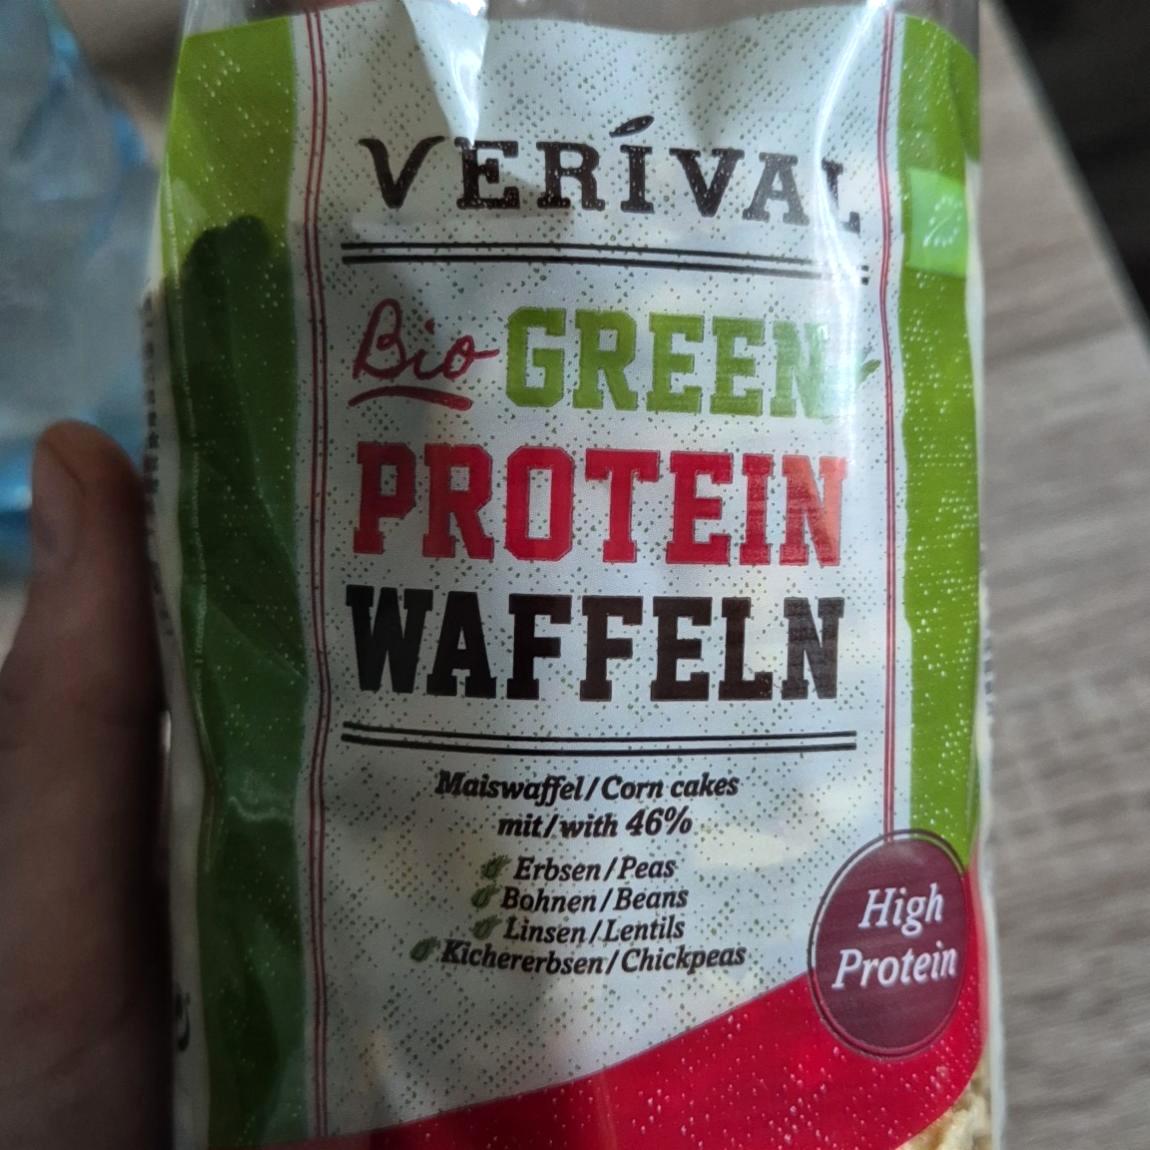 VERÍVAL
Bio GREEN
PROTEIN
WAFFELN
Maiswaffel/Corn cakes
mit/with 46%
Erbsen/Peas
Bohnen/Beans
Linsen/Lentils
Kichererbsen/Chickpeas
High
Protein